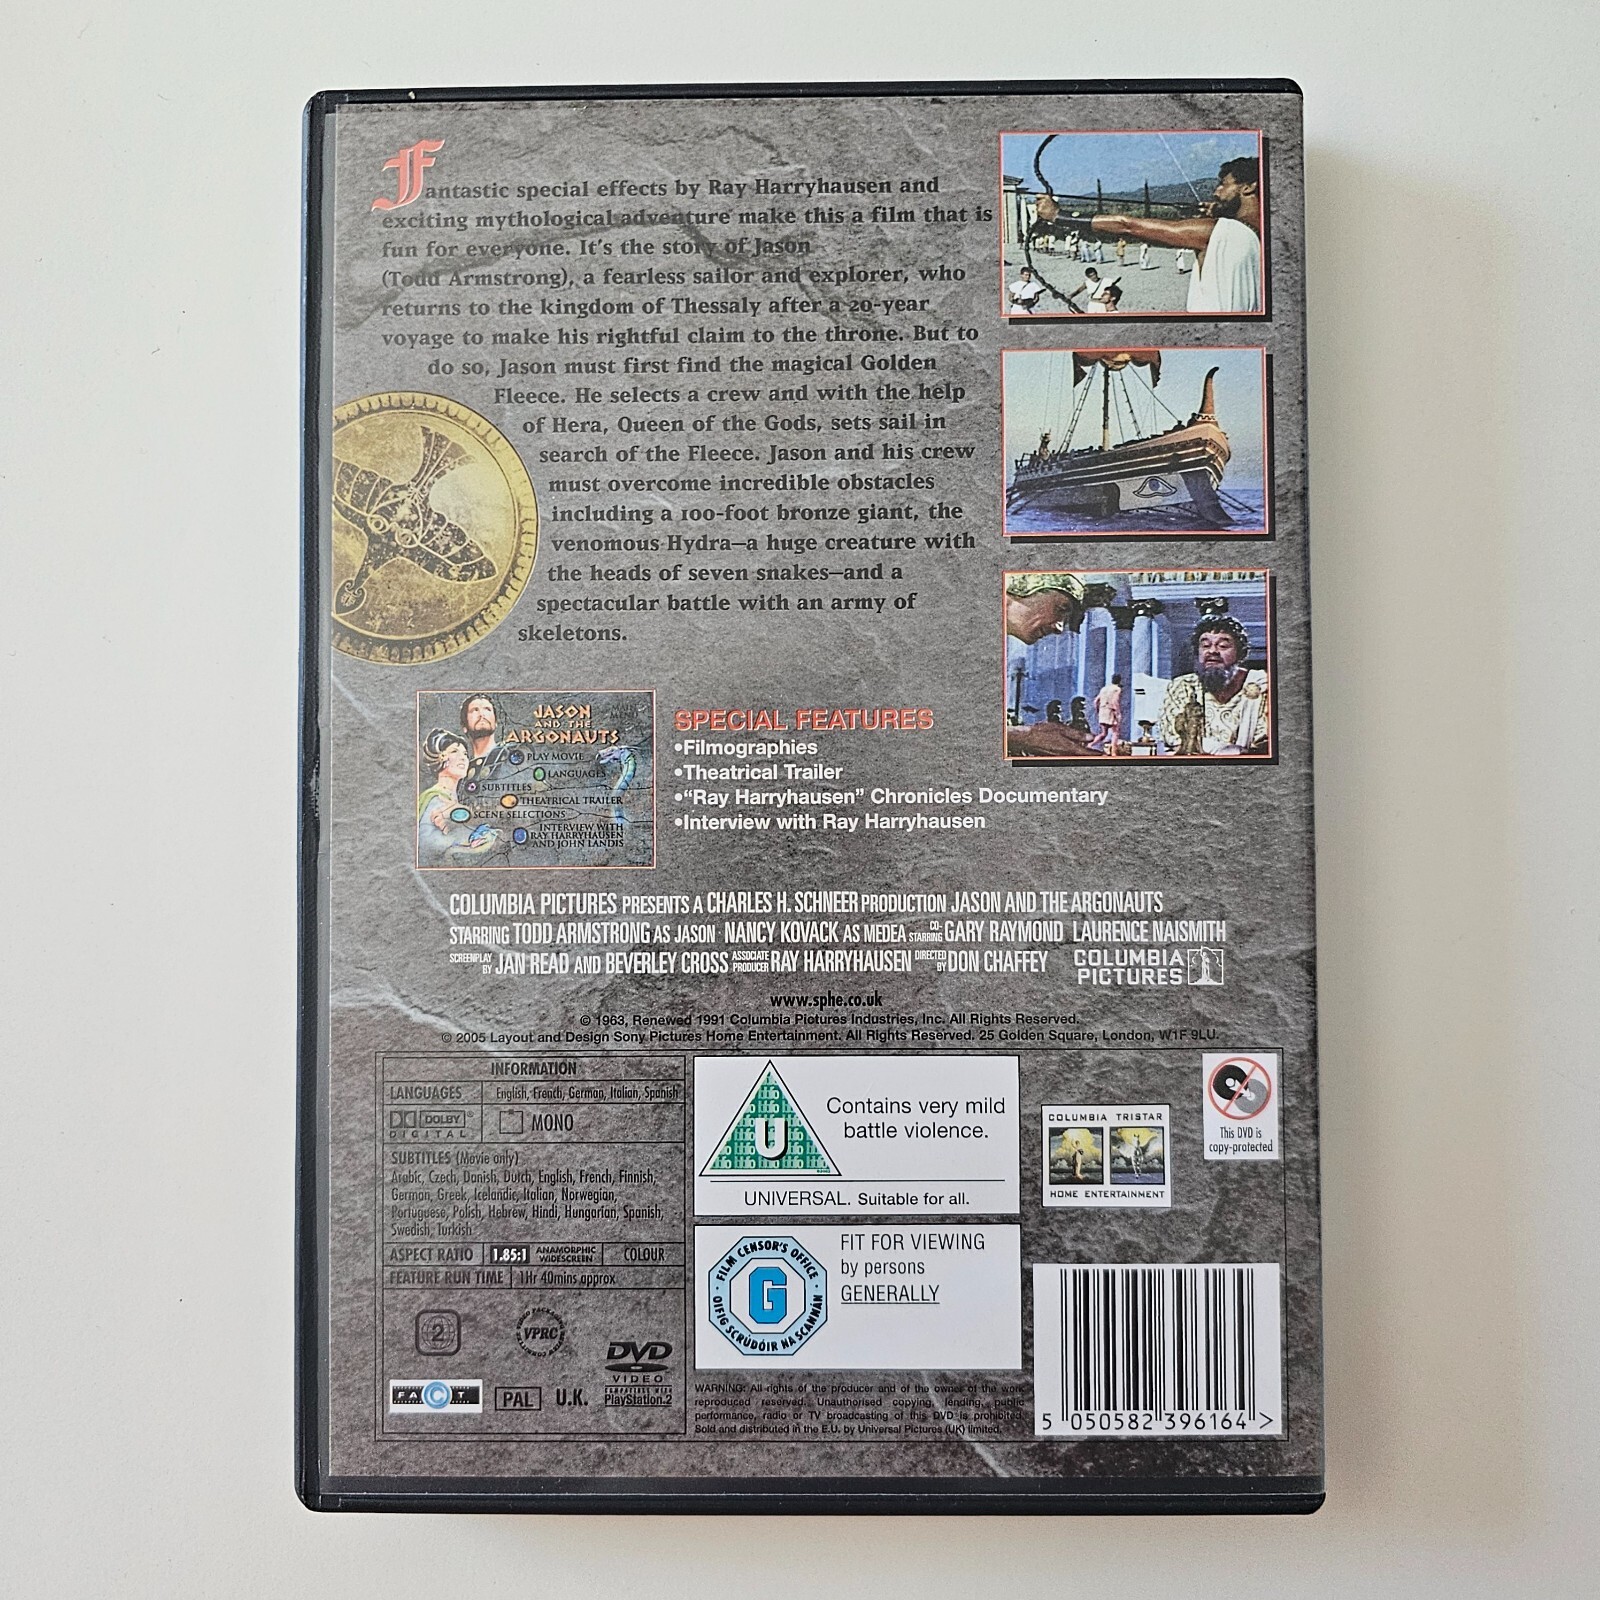 Fantastic special effects by Ray Harryhausen and
exciting mythological adventure make this a film that is
fun for everyone. It's the story of Jason
(Todd Armstrong), a fearless sailor and explorer, who
returns to the kingdom of Thessaly after a 20-year
voyage to make his rightful claim to the throne. But to
do so, Jason must first find the magical Golden
Fleece. He selects a crew and with the help
of Hera, Queen of the Gods, sets sail in
search of the Fleece. Jason and his crew
must overcome incredible obstacles
including a 100-foot bronze giant, the
venomous Hydra—a huge creature with
the heads of seven snakes—and a
spectacular battle with an army of
skeletons.
JASON
AND THE
ARGONAUTS
MAIN
MENU
PLAY MOVIE
LANGUAGES
SUBTITLES
THEATRICAL TRAILER
SCENE SELECTIONS
INTERVIEW WITH
RAY HARRYHAUSEN
AND JOHN LANDIS
SPECIAL FEATURES
•Filmographies
•Theatrical Trailer
•“Ray Harryhausen” Chronicles Documentary
•Interview with Ray Harryhausen
COLUMBIA PICTURES PRESENTS A CHARLES H. SCHNEER PRODUCTION JASON AND THE ARGONAUTS
STARRING TODD ARMSTRONG AS JASON NANCY KOVACK AS MEDEA CO-STARRING GARY RAYMOND LAURENCE NAISMITH
SCREENPLAY BY JAN READ AND BEVERLEY CROSS ASSOCIATE PRODUCER RAY HARRYHAUSEN DIRECTED BY DON CHAFFEY
COLUMBIA
PICTURES
www.sphe.co.uk
© 1963, Renewed 1991 Columbia Pictures Industries, Inc. All Rights Reserved.
© 2005 Layout and Design Sony Pictures Home Entertainment. All Rights Reserved. 25 Golden Square, London, W1F 9LU.
INFORMATION
LANGUAGES English, French, German, Italian, Spanish
DOLBY
DIGITAL
MONO
SUBTITLES (Movie only)
Arabic, Czech, Danish, Dutch, English, French, Finnish,
German, Greek, Icelandic, Italian, Norwegian,
Portuguese, Polish, Hebrew, Hindi, Hungarian, Spanish,
Swedish, Turkish
ASPECT RATIO 1.85:1 ANAMORPHIC WIDESCREEN COLOUR
FEATURE RUN TIME 1Hr 40mins approx
2
VPRC
DVD
VIDEO
COMPATIBLE WITH
PlayStation.2
FACT
PAL
U.K.
U
Contains very mild
battle violence.
UNIVERSAL. Suitable for all.
FILM CENSOR'S OFFICE
G
OIFIG SCRÚDÓIR NA SCANNÁN
FIT FOR VIEWING
by persons
GENERALLY
WARNING: All rights of the producer and of the owner of the work
reproduced reserved. Unauthorised copying, lending, public
performance, radio or TV broadcasting of this DVD is prohibited.
Sold and distributed in the E.U. by Universal Pictures (UK) limited.
COLUMBIA TRISTAR
HOME ENTERTAINMENT
This DVD is
copy-protected
5 050582 396164 >